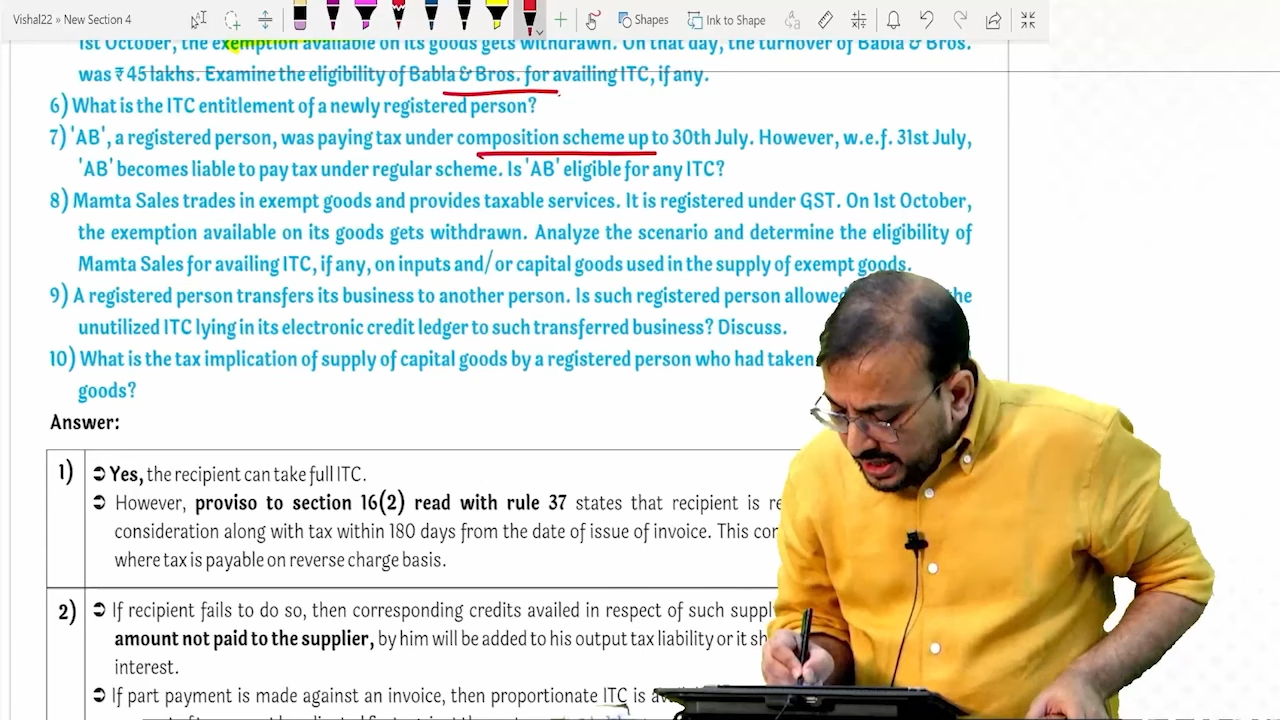 Vishal22 » New Section 4
Shapes
Ink to Shape
1st October, the exemption available on its goods gets withdrawn. On that day, the turnover of Babla & Bros.
was ₹ 45 lakhs. Examine the eligibility of Babla & Bros. for availing ITC, if any.
6) What is the ITC entitlement of a newly registered person?
7) 'AB', a registered person, was paying tax under composition scheme up to 30th July. However, w.e.f. 31st July,
'AB' becomes liable to pay tax under regular scheme. Is 'AB' eligible for any ITC?
8) Mamta Sales trades in exempt goods and provides taxable services. It is registered under GST. On 1st October,
the exemption available on its goods gets withdrawn. Analyze the scenario and determine the eligibility of
Mamta Sales for availing ITC, if any, on inputs and/or capital goods used in the supply of exempt goods.
9) A registered person transfers its business to another person. Is such registered person allowed
unutilized ITC lying in its electronic credit ledger to such transferred business? Discuss.
10) What is the tax implication of supply of capital goods by a registered person who had taken
goods?
Answer:
1) ➲ Yes, the recipient can take full ITC.
➲ However, proviso to section 16(2) read with rule 37 states that recipient is
consideration along with tax within 180 days from the date of issue of invoice. This
where tax is payable on reverse charge basis.
2) ➲ If recipient fails to do so, then corresponding credits availed in respect of such
amount not paid to the supplier, by him will be added to his output tax liability or it
interest.
➲ If part payment is made against an invoice, then proportionate ITC is